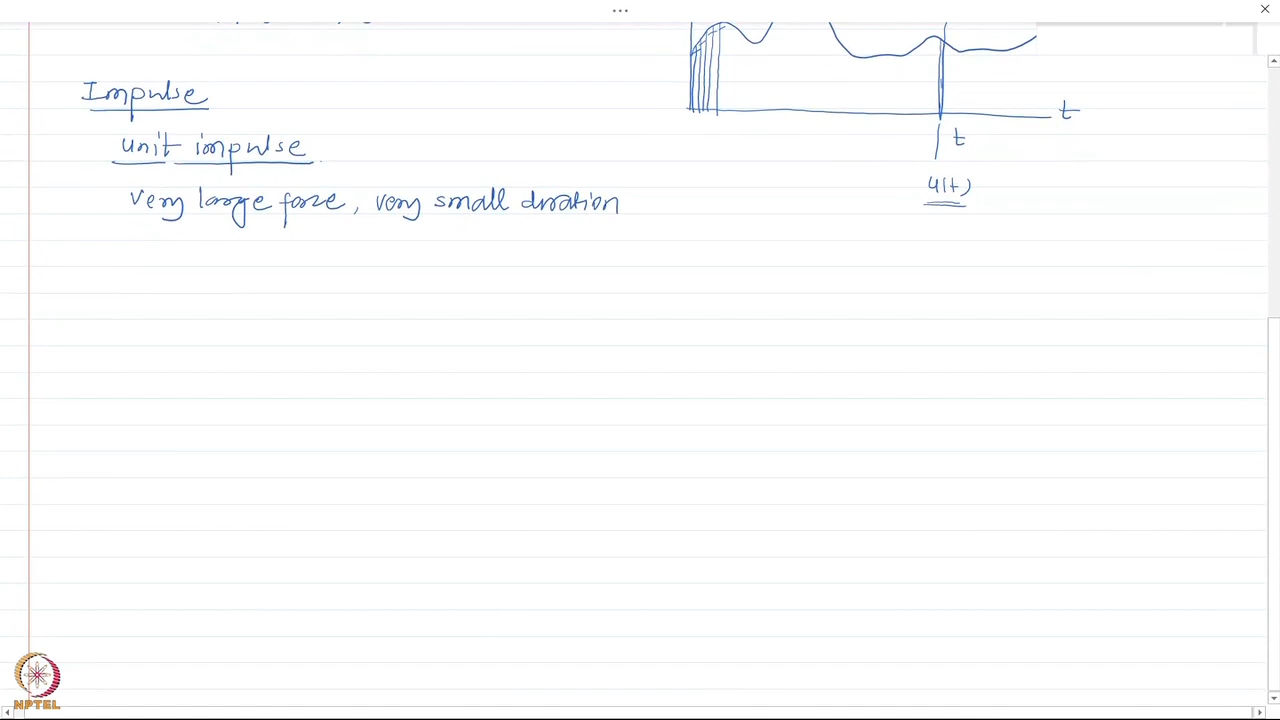 Impulse
t
unit impulse
t
u(t)
very large force, very small duration
NPTEL